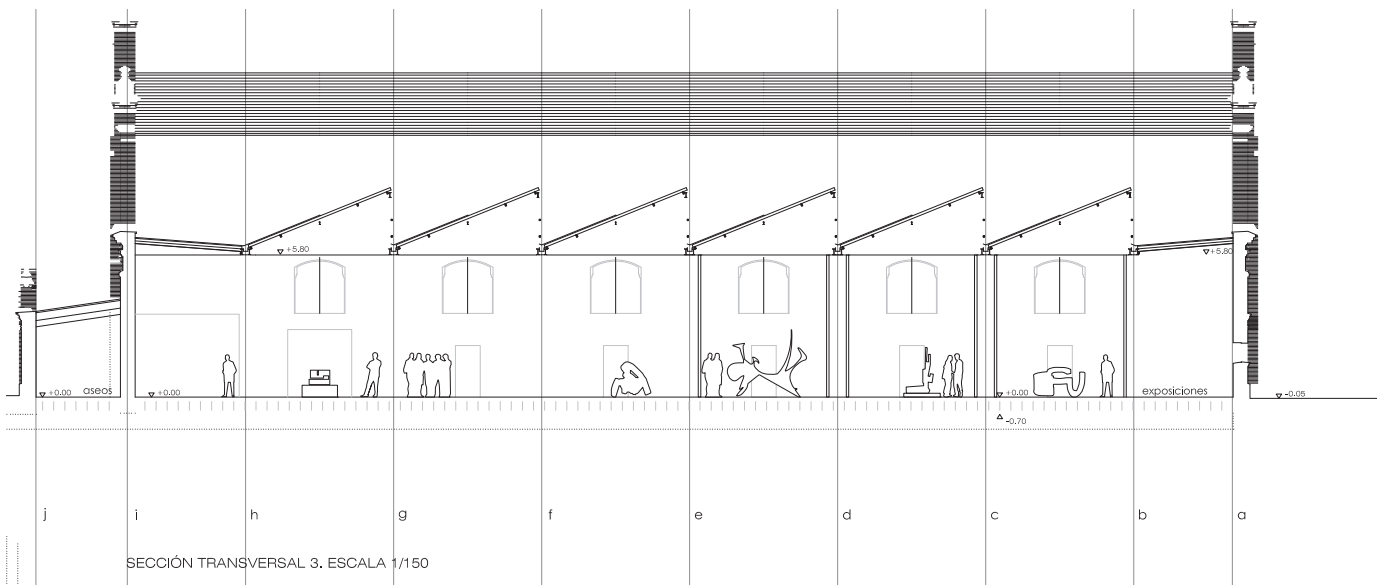 +5.80
+5.80
+0.00
aseos
+0.00
+0.00
exposiciones
-0.05
-0.70
j
i
h
g
f
e
d
c
b
a
SECCIÓN TRANSVERSAL 3. ESCALA 1/150